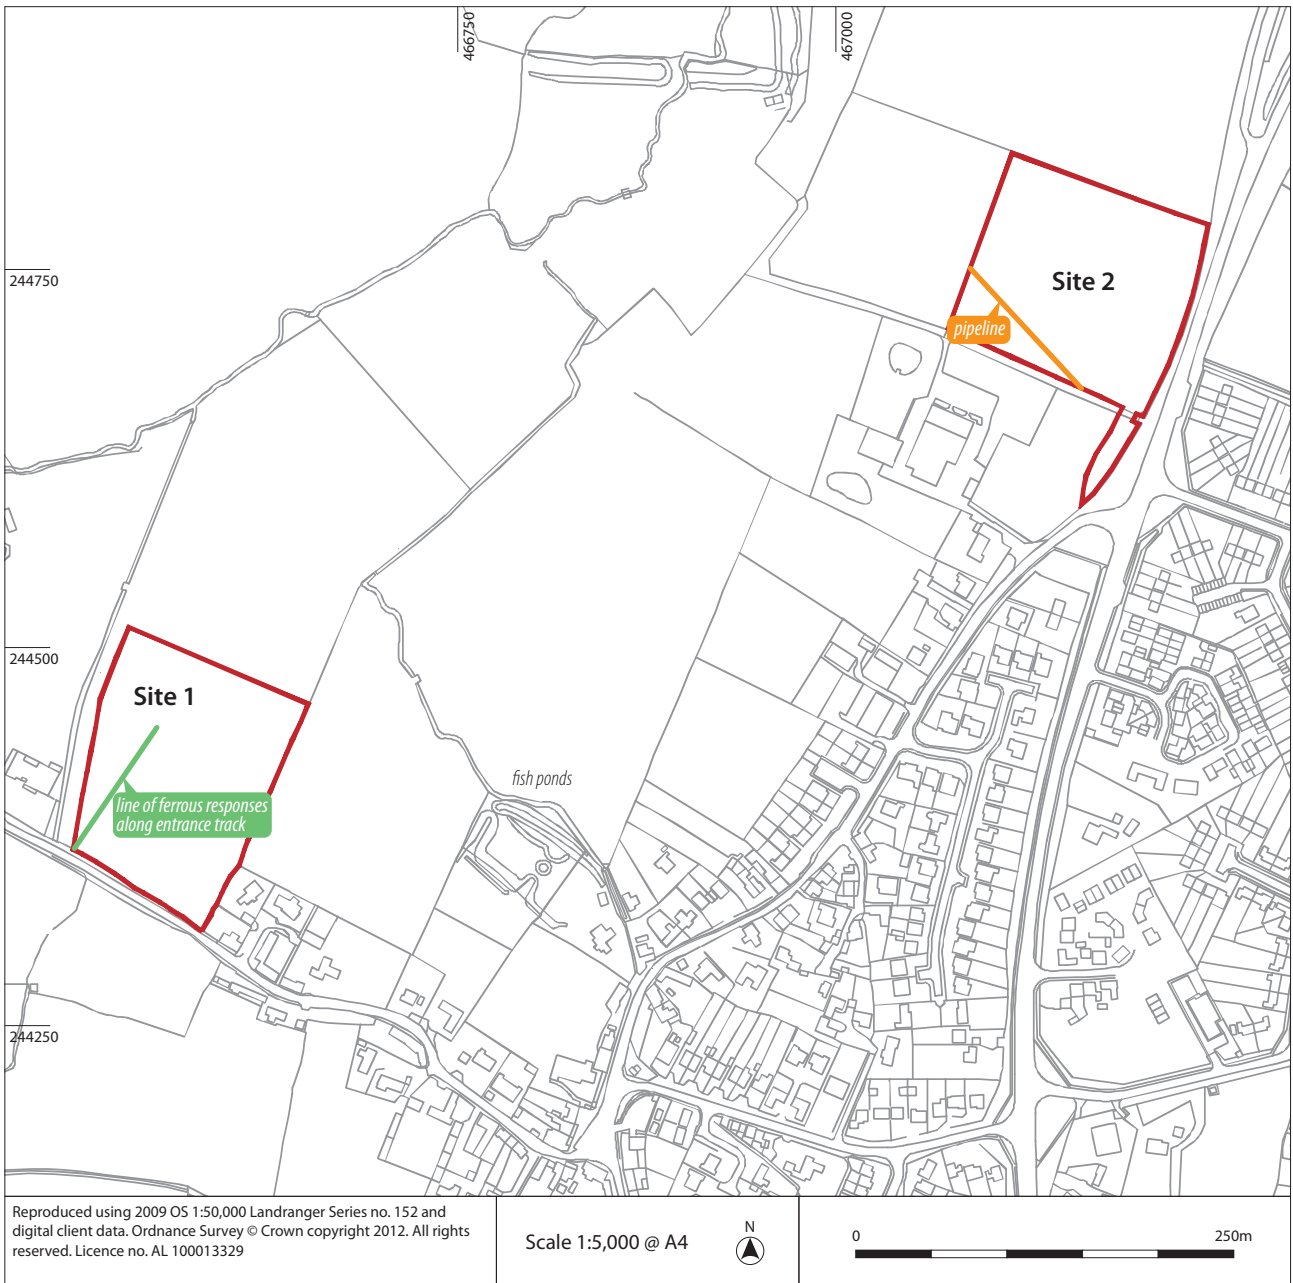 466750
467000
244750
Site 2
pipeline
244500
Site 1
line of ferrous responses
along entrance track
fish ponds
244250
Reproduced using 2009 OS 1:50,000 Landranger Series no. 152 and
digital client data. Ordnance Survey © Crown copyright 2012. All rights
reserved. Licence no. AL 100013329
Scale 1:5,000 @ A4
N
0
250m